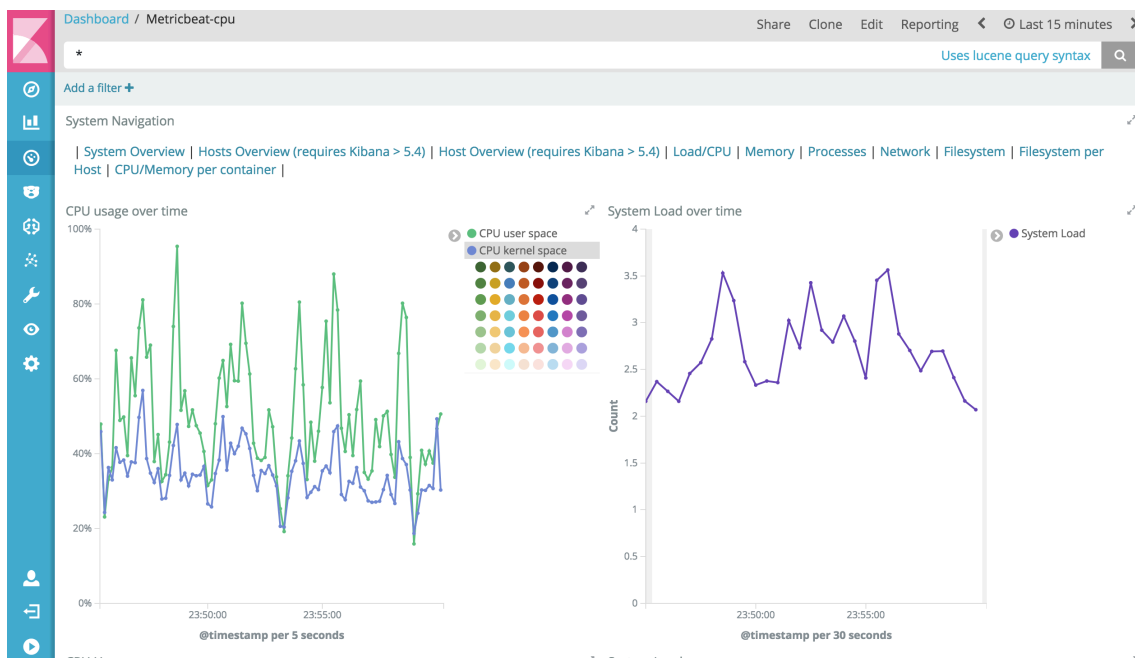 Dashboard / Metricbeat-cpu
Share Clone Edit Reporting Last 15 minutes
*
Uses lucene query syntax
Add a filter +
System Navigation
| System Overview | Hosts Overview (requires Kibana > 5.4) | Host Overview (requires Kibana > 5.4) | Load/CPU | Memory | Processes | Network | Filesystem | Filesystem per
Host | CPU/Memory per container |
CPU usage over time
100%
80%
60%
40%
20%
0%
23:50:00
23:55:00
@timestamp per 5 seconds
CPU user space
CPU kernel space
System Load over time
Count
4
3.5
3
2.5
2
1.5
1
0.5
0
23:50:00
23:55:00
@timestamp per 30 seconds
System Load